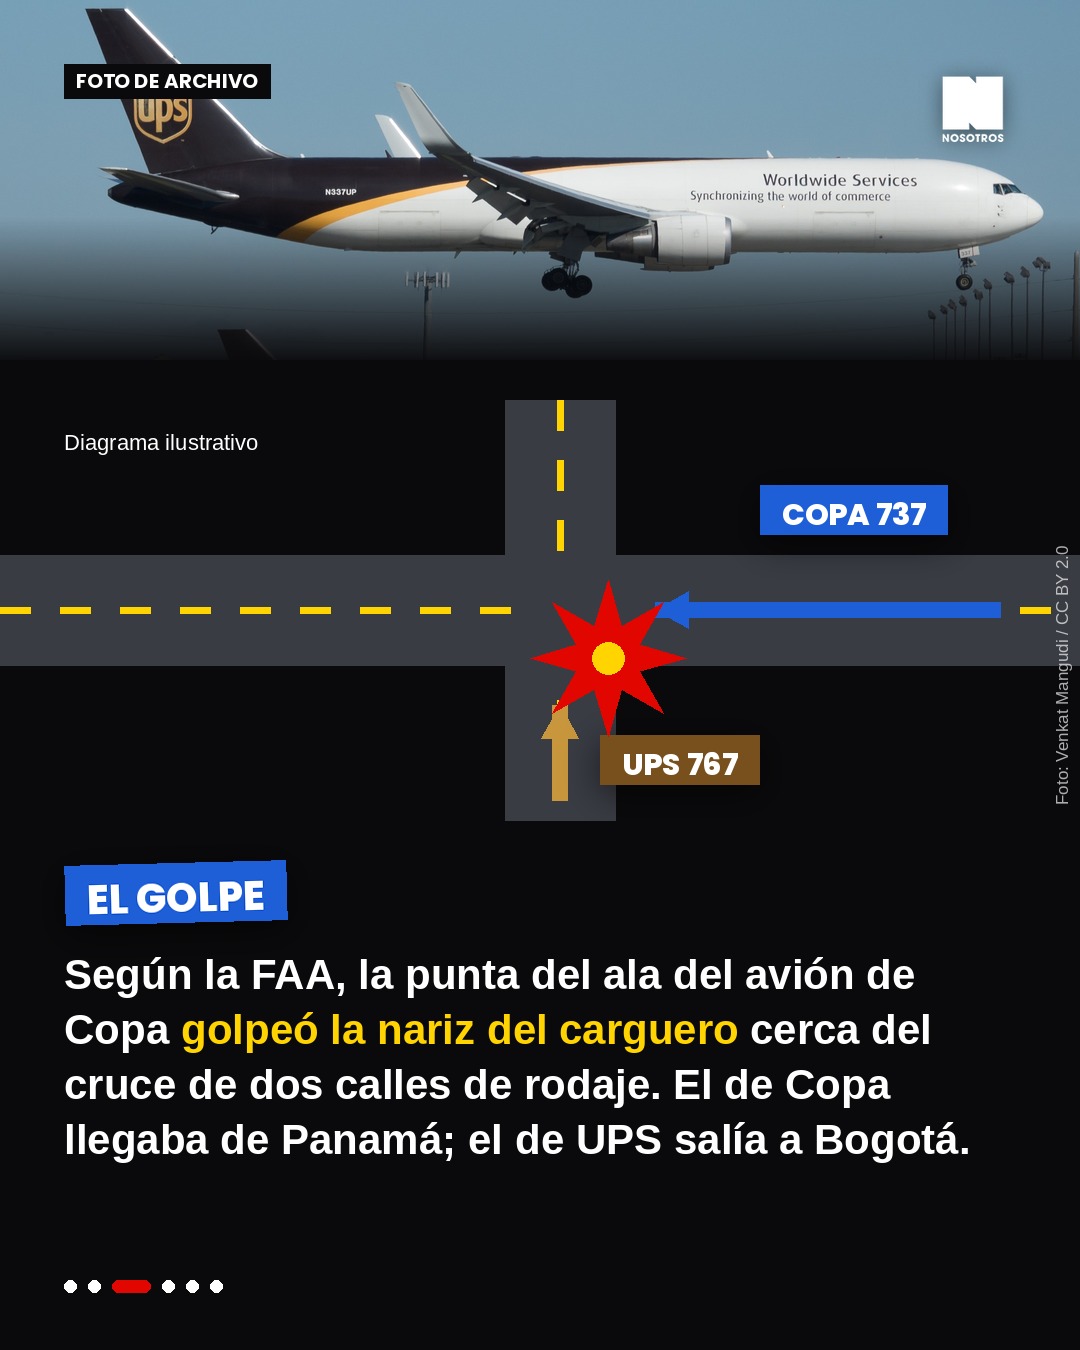 FOTO DE ARCHIVO
ups
NOSOTROS
N337UP
Worldwide Services
Synchronizing the world of commerce
Diagrama ilustrativo
COPA 737
UPS 767
Foto: Venkat Mangudi / CC BY 2.0
EL GOLPE
Según la FAA, la punta del ala del avión de
Copa golpeó la nariz del carguero cerca del
cruce de dos calles de rodaje. El de Copa
llegaba de Panamá; el de UPS salía a Bogotá.